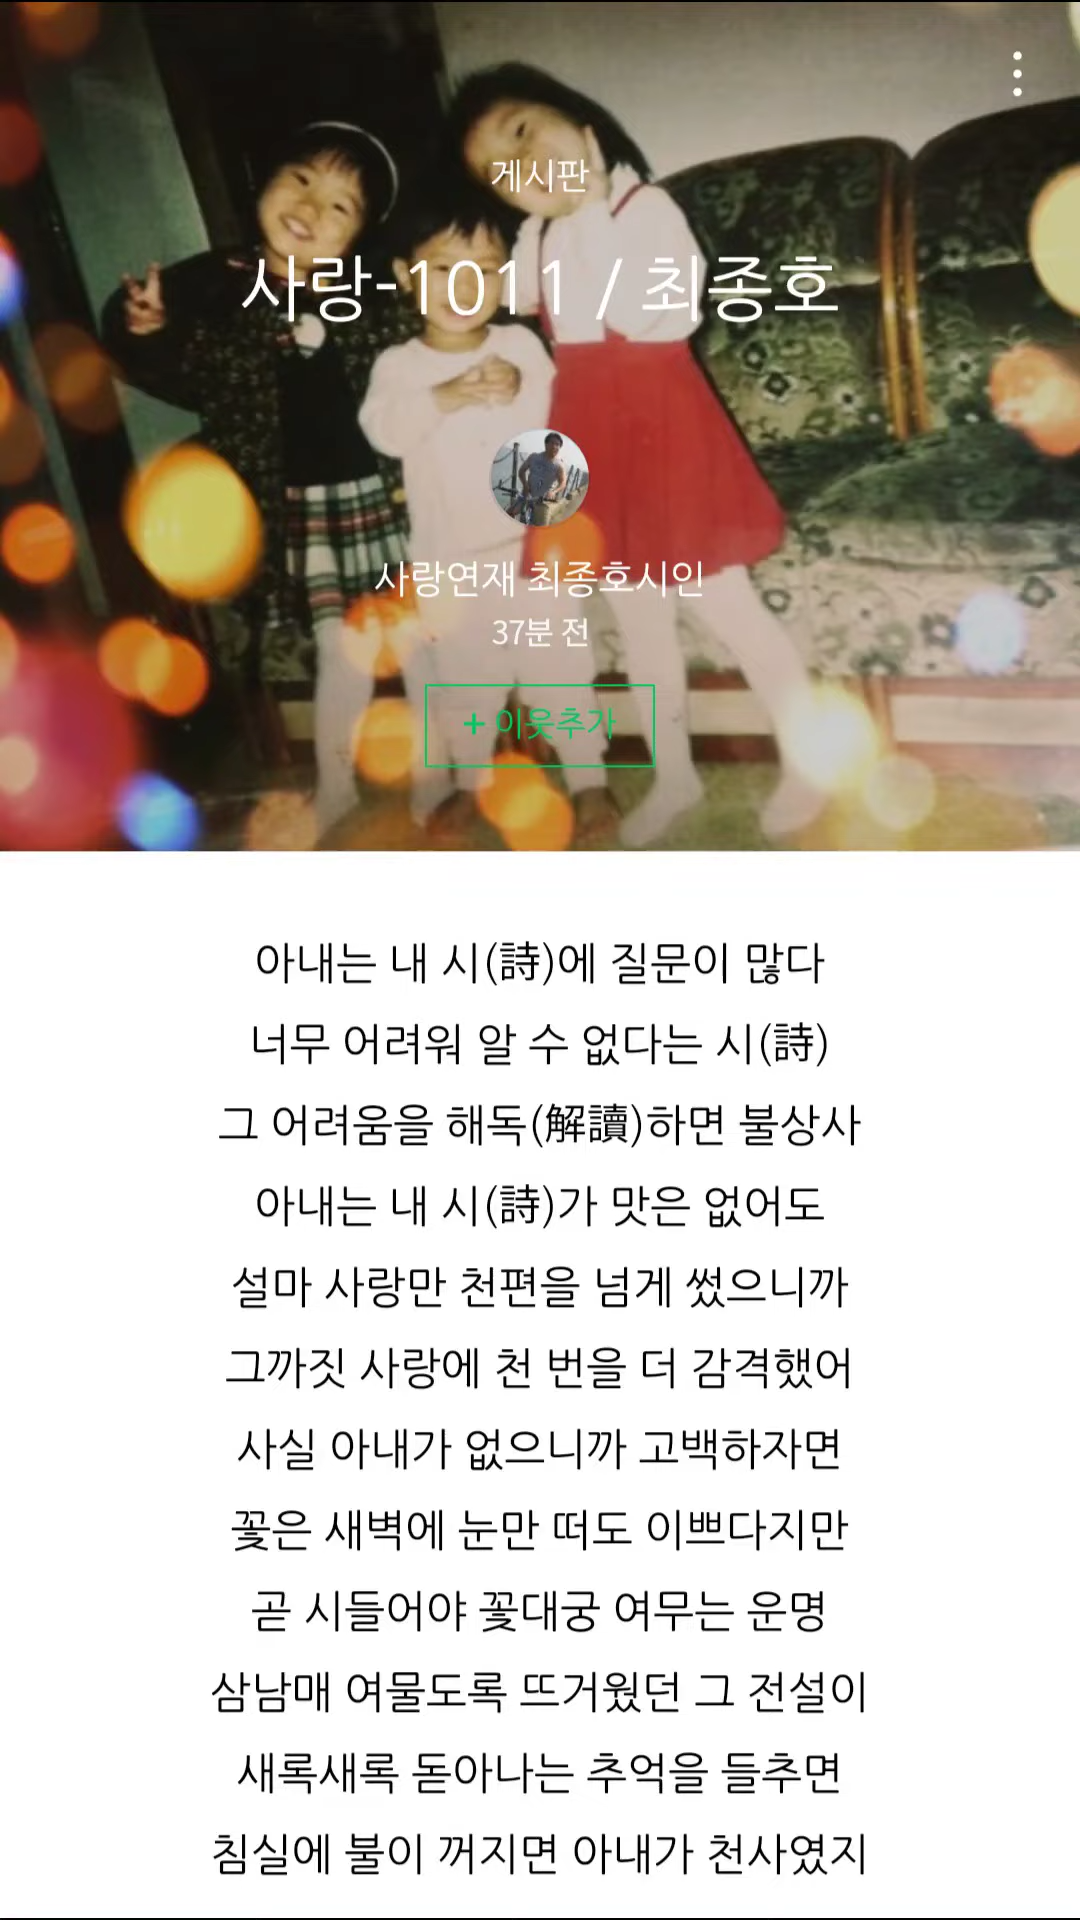 게시판
사랑-1011 / 최종호
사랑연재 최종호시인
37분 전
+ 이웃추가
아내는 내 시(詩)에 질문이 많다
너무 어려워 알 수 없다는 시(詩)
그 어려움을 해독(解讀)하면 불상사
아내는 내 시(詩)가 맛은 없어도
설마 사랑만 천편을 넘게 썼으니까
그까짓 사랑에 천 번을 더 감격했어
사실 아내가 없으니까 고백하자면
꽃은 새벽에 눈만 떠도 이쁘다지만
곧 시들어야 꽃대궁 여무는 운명
삼남매 여물도록 뜨거웠던 그 전설이
새록새록 돋아나는 추억을 들추면
침실에 불이 꺼지면 아내가 천사였지